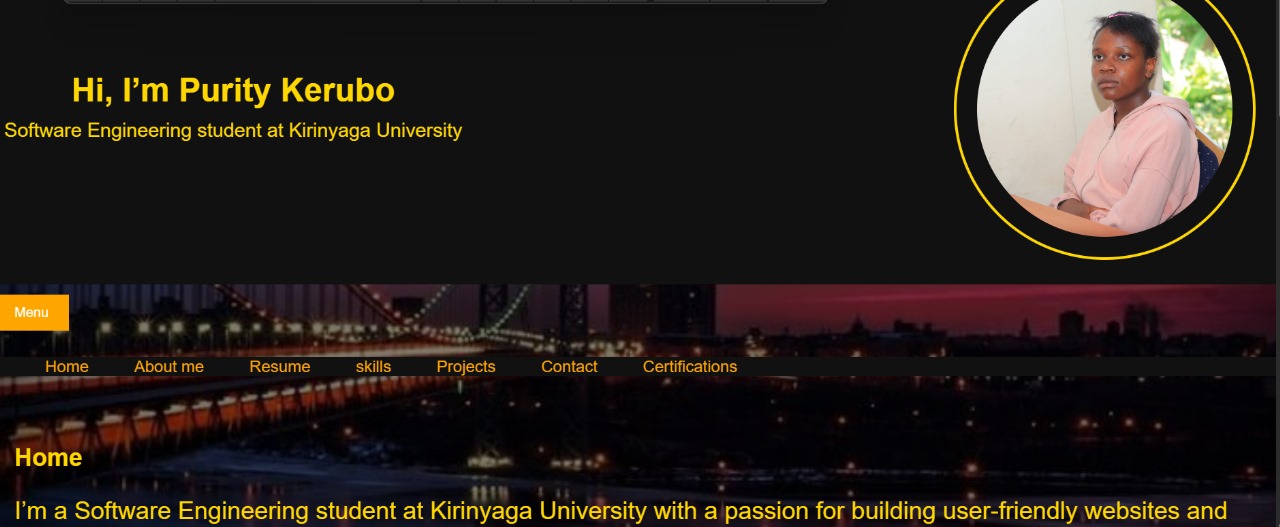 Hi, I’m Purity Kerubo
Software Engineering student at Kirinyaga University
Menu
Home About me Resume skills Projects Contact Certifications
Home
I’m a Software Engineering student at Kirinyaga University with a passion for building user-friendly websites and